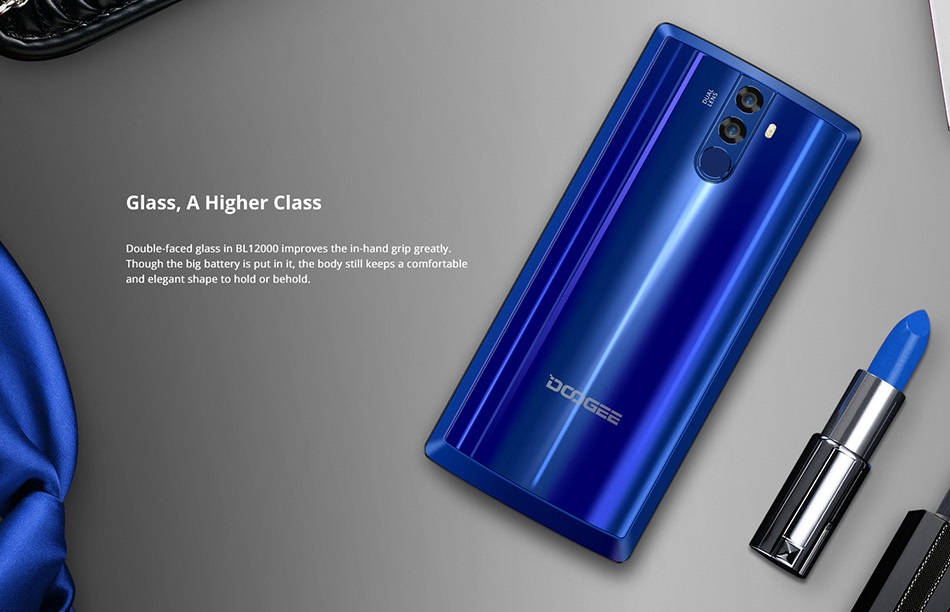 DUAL
LENS
Glass, A Higher Class
Double-faced glass in BL12000 improves the in-hand grip greatly.
Though the big battery is put in it, the body still keeps a comfortable
and elegant shape to hold or behold.
DOOGEE